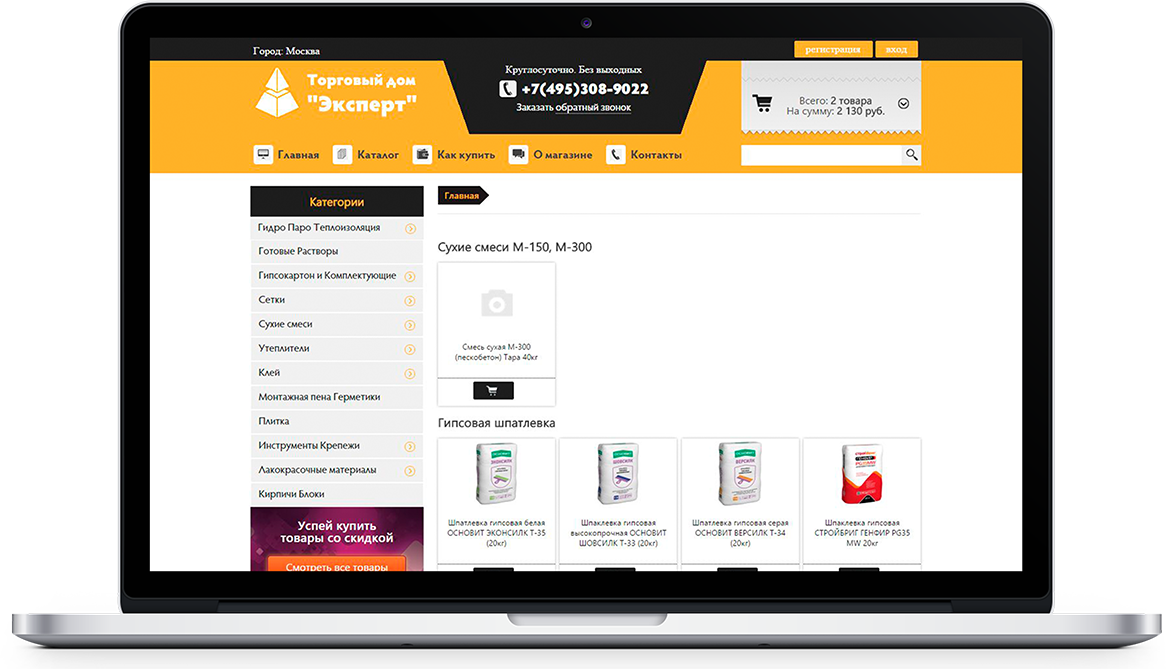 Город: Москва
регистрация
вход
Торговый дом
"Эксперт"
Круглосуточно. Без выходных
+7(495)308-9022
Заказать обратный звонок
Всего: 2 товара
На сумму: 2 130 руб.
Главная
Каталог
Как купить
О магазине
Контакты
Категории
Гидро Паро Теплоизоляция
Готовые Растворы
Гипсокартон и Комплектующие
Сетки
Сухие смеси
Утеплители
Клей
Монтажная пена Герметики
Плитка
Инструменты Крепежи
Лакокрасочные материалы
Кирпичи Блоки
Успей купить
товары со скидкой
Смотреть все товары
Главная
Сухие смеси М-150, М-300
Смесь сухая М-300
(пескобетон) Тара 40кг
Гипсовая шпатлевка
ЭКОНСИЛК
ШОВСИЛК
ВЕРСИЛК
Шпатлевка гипсовая белая
ОСНОВИТ ЭКОНСИЛК Т-35
(20кг)
Шпаклевка гипсовая
высокопрочная ОСНОВИТ
ШОВСИЛК Т-33 (20кг)
Шпатлевка гипсовая серая
ОСНОВИТ ВЕРСИЛК Т-34
(20кг)
Шпаклевка гипсовая
СТРОЙБРИГ ГЕНФИР PG35
MW 20кг